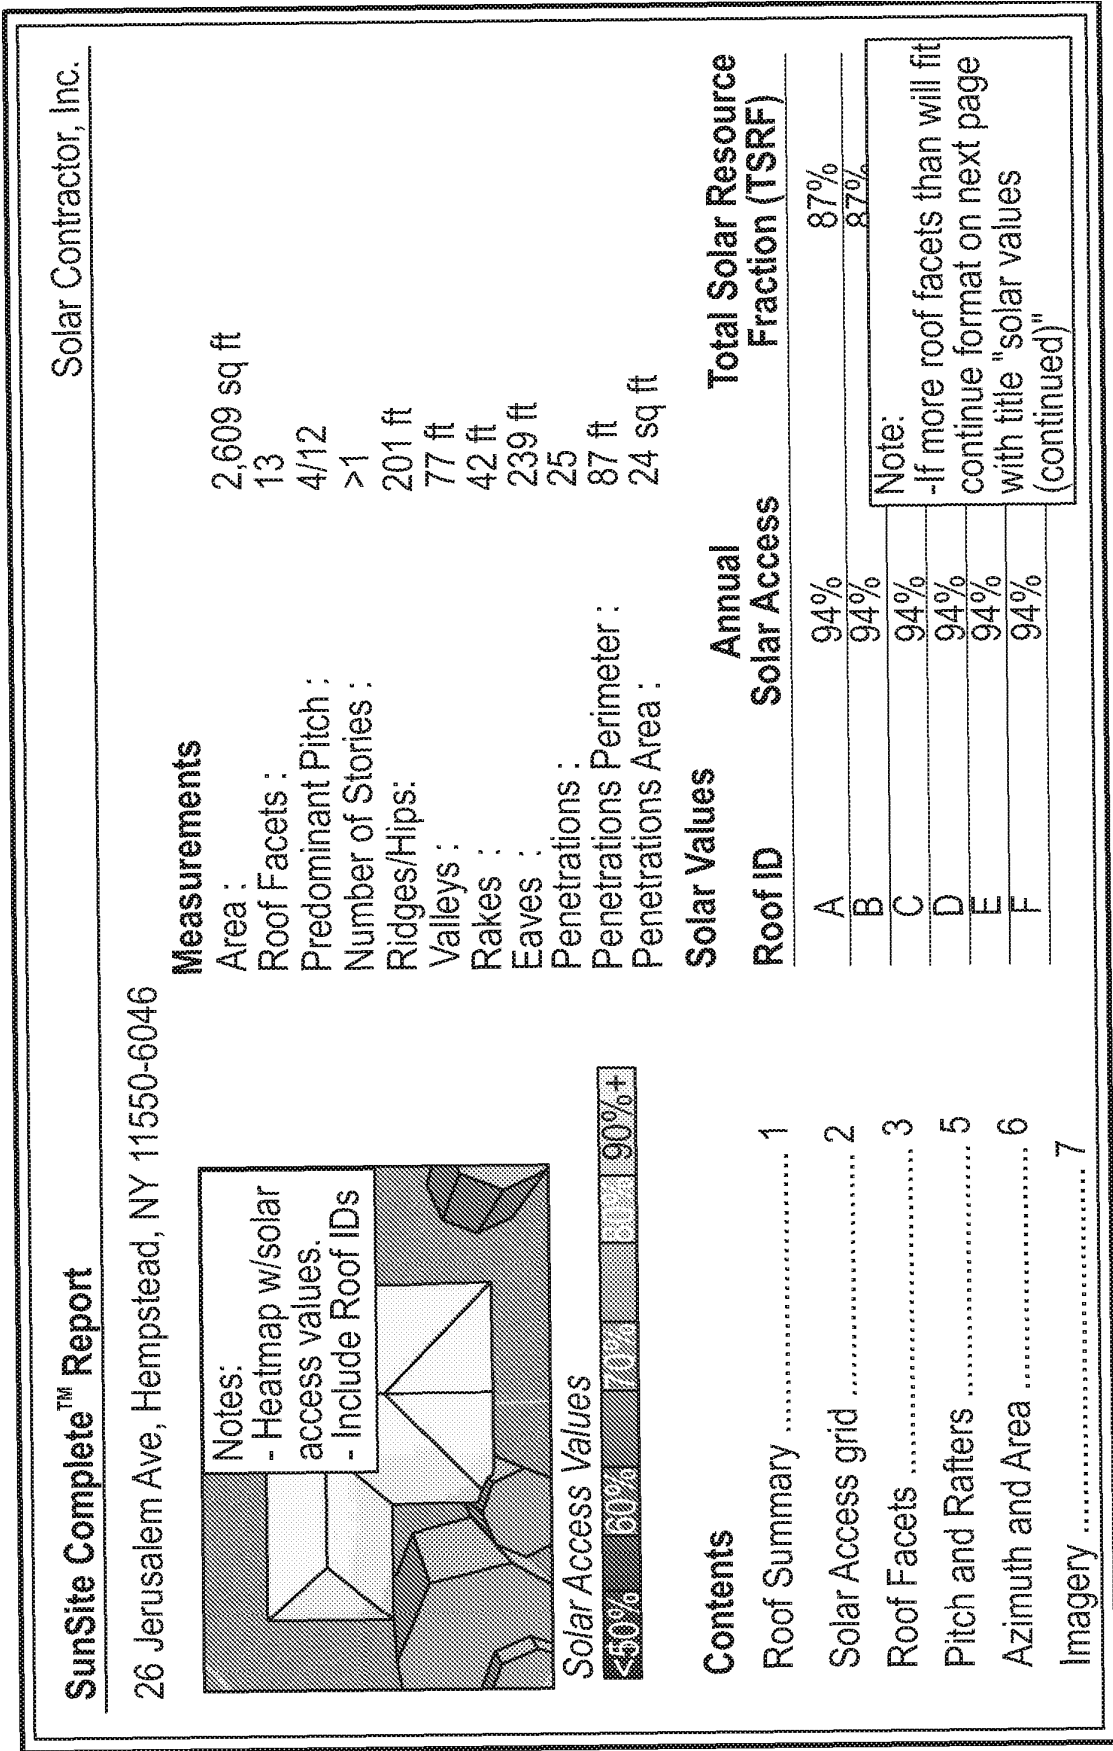 SunSite Complete™ Report
Solar Contractor, Inc.
26 Jerusalem Ave, Hempstead, NY 11550-6046
Notes:
- Heatmap w/solar
access values.
- Include Roof IDs
Solar Access Values
<50% 60% 70% 80% 90%+
Contents
Roof Summary ........................ 1
Solar Access grid ........................ 2
Roof Facets ........................ 3
Pitch and Rafters ........................ 5
Azimuth and Area ........................ 6
Imagery ........................ 7
Measurements
Area : 2,609 sq ft
Roof Facets : 13
Predominant Pitch : 4/12
Number of Stories : >1
Ridges/Hips: 201 ft
Valleys : 77 ft
Rakes : 42 ft
Eaves : 239 ft
Penetrations : 25
Penetrations Perimeter : 87 ft
Penetrations Area : 24 sq ft
Solar Values
Roof ID
Annual
Solar Access
Total Solar Resource
Fraction (TSRF)
A 94% 87%
B 94% 87%
C 94%
D 94%
E 94%
F 94%
Note:
-If more roof facets than will fit
continue format on next page
with title "solar values
(continued)"